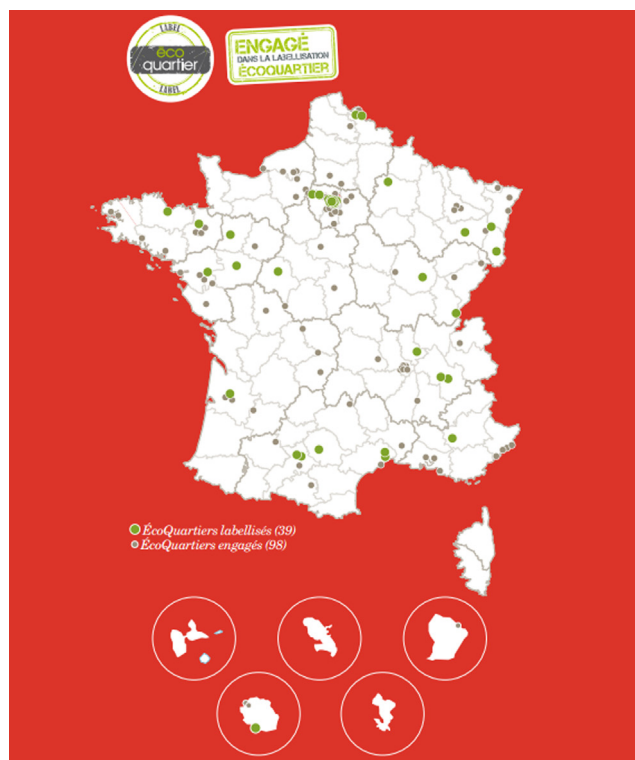 LABEL
éco
quartier
LABEL
ENGAGÉ
DANS LA LABELLISATION
ÉCOQUARTIER
ÉcoQuartiers labellisés (39)
ÉcoQuartiers engagés (98)